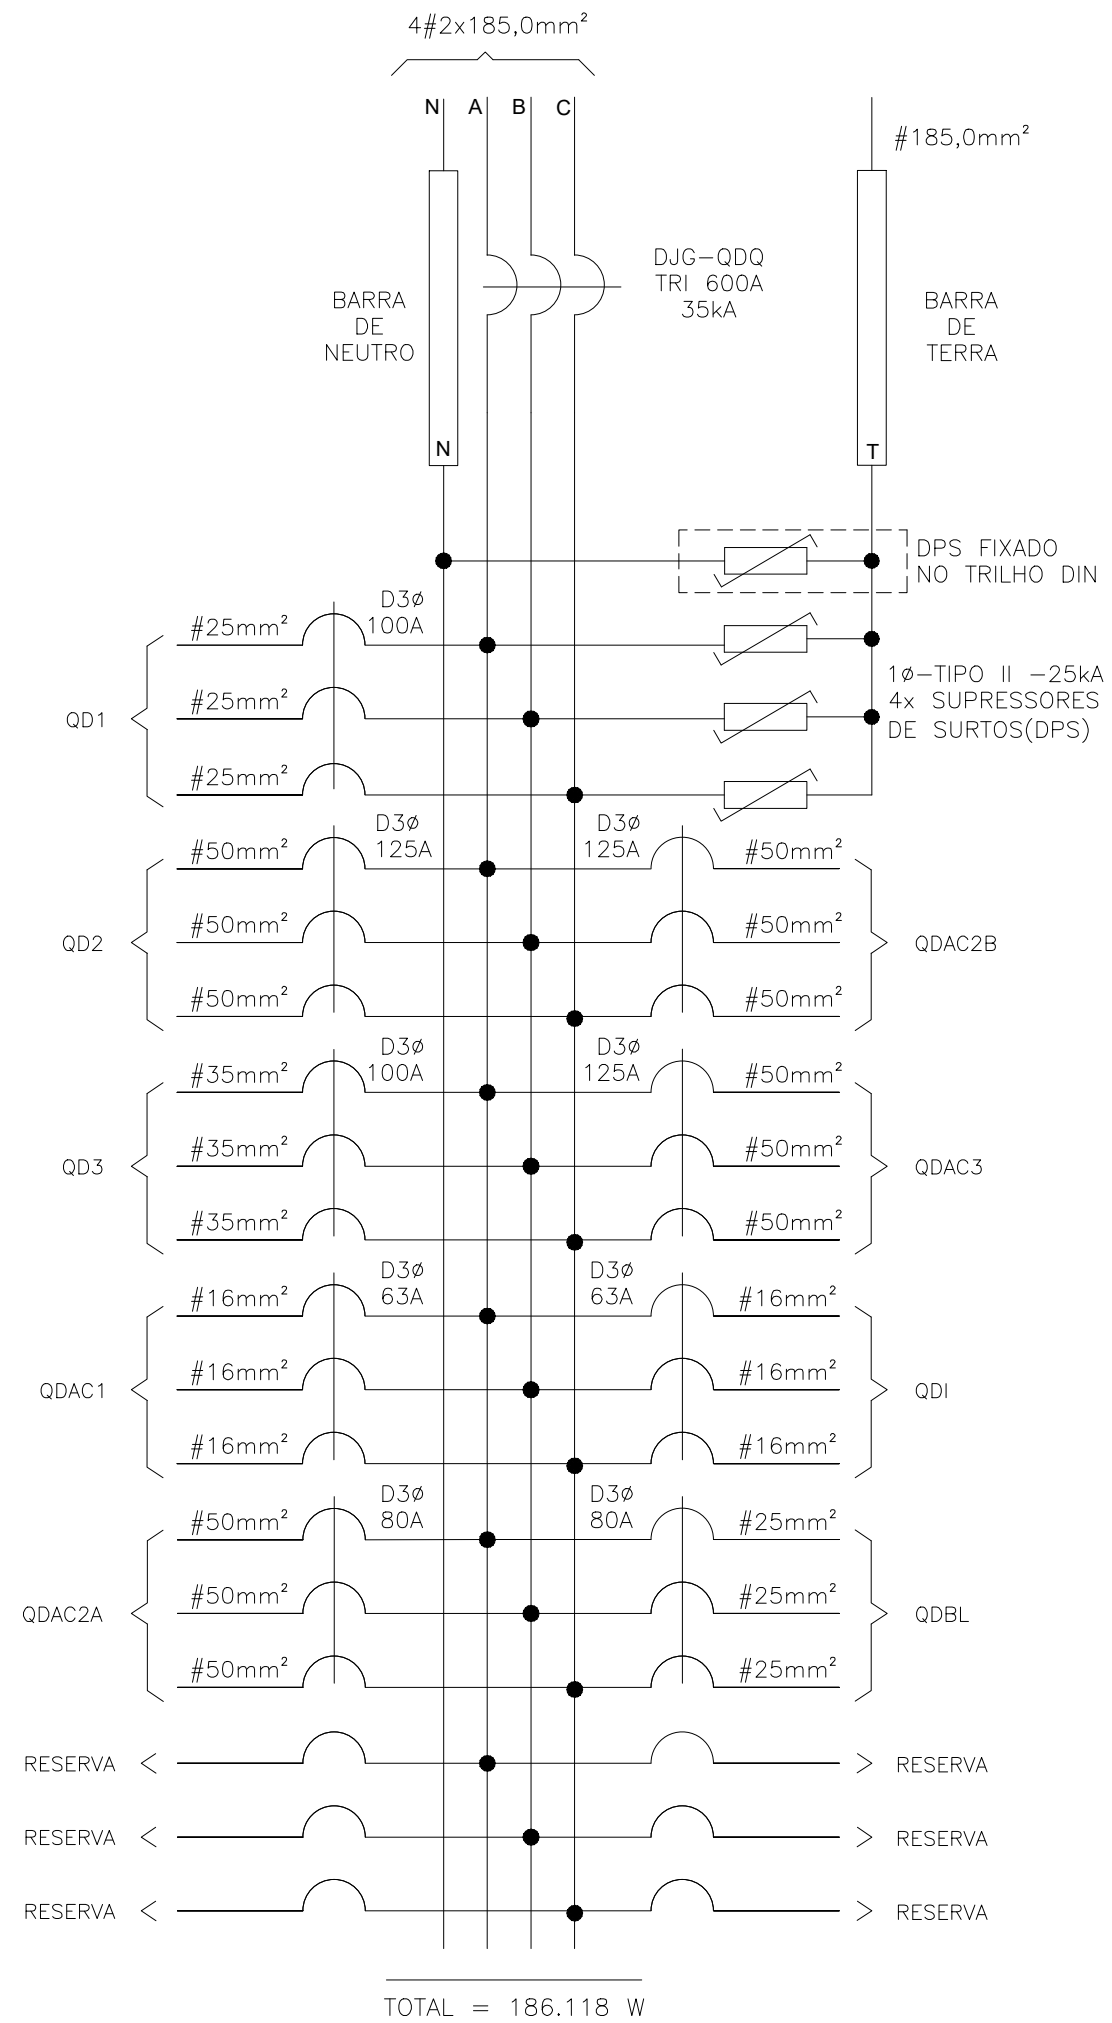 4#2x185,0mm²
N A B C
#185,0mm²
DJG-QDQ
TRI 600A
35kA
BARRA
DE
NEUTRO
BARRA
DE
TERRA
N
T
DPS FIXADO
NO TRILHO DIN
D3ø
100A
#25mm²
#25mm²
#25mm²
QD1
1ø-TIPO II -25kA
4x SUPRESSORES
DE SURTOS(DPS)
D3ø
125A
#50mm²
#50mm²
#50mm²
QD2
D3ø
125A
#50mm²
#50mm²
#50mm²
QDAC2B
D3ø
100A
#35mm²
#35mm²
#35mm²
QD3
D3ø
125A
#50mm²
#50mm²
#50mm²
QDAC3
D3ø
63A
#16mm²
#16mm²
#16mm²
QDAC1
D3ø
63A
#16mm²
#16mm²
#16mm²
QDI
D3ø
80A
#50mm²
#50mm²
#50mm²
QDAC2A
D3ø
80A
#25mm²
#25mm²
#25mm²
QDBL
RESERVA
RESERVA
RESERVA
RESERVA
RESERVA
RESERVA
TOTAL = 186.118 W